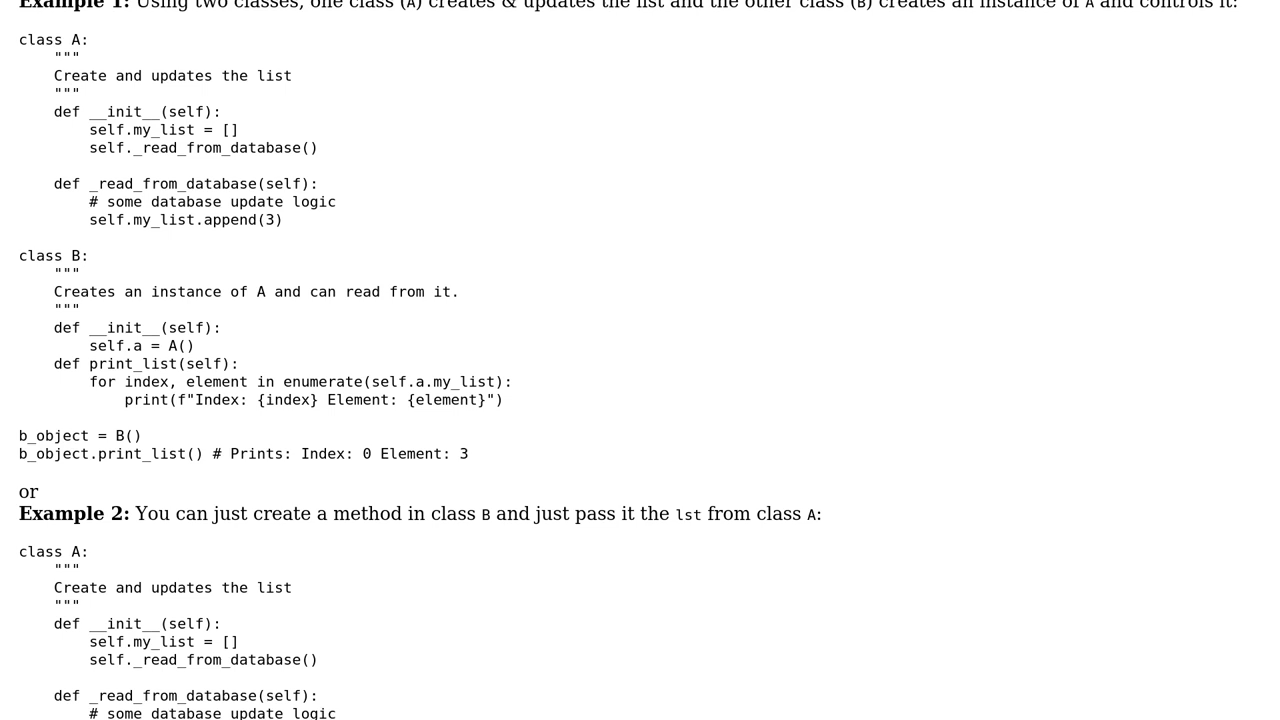 Example 1: Using two classes, one class (A) creates & updates the list and the other class (B) creates an instance of A and controls it:
class A:
    """
    Create and updates the list
    """
    def __init__(self):
        self.my_list = []
        self._read_from_database()

    def _read_from_database(self):
        # some database update logic
        self.my_list.append(3)

class B:
    """
    Creates an instance of A and can read from it.
    """
    def __init__(self):
        self.a = A()
    def print_list(self):
        for index, element in enumerate(self.a.my_list):
            print(f"Index: {index} Element: {element}")

b_object = B()
b_object.print_list() # Prints: Index: 0 Element: 3
or
Example 2: You can just create a method in class B and just pass it the lst from class A:
class A:
    """
    Create and updates the list
    """
    def __init__(self):
        self.my_list = []
        self._read_from_database()

    def _read_from_database(self):
        # some database update logic